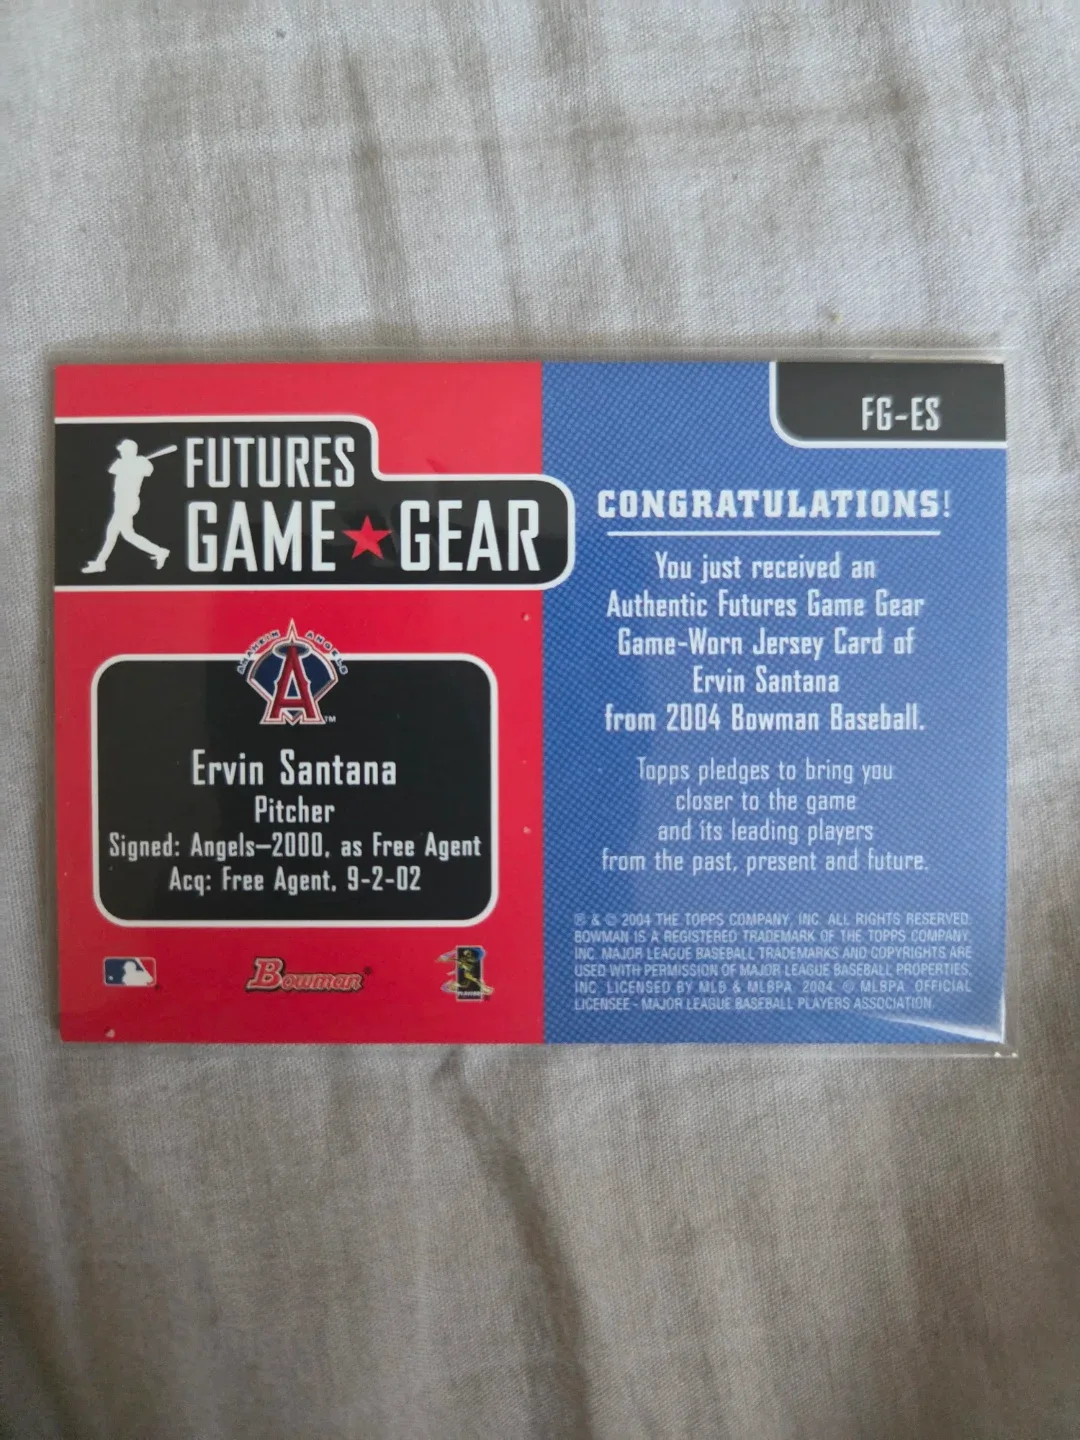 FUTURES
GAME★GEAR
ANAHEIM ANGELS
A
TM
Ervin Santana
Pitcher
Signed: Angels–2000, as Free Agent
Acq: Free Agent, 9-2-02
Bowman®
FG-ES
CONGRATULATIONS!
You just received an
Authentic Futures Game Gear
Game-Worn Jersey Card of
Ervin Santana
from 2004 Bowman Baseball.
Topps pledges to bring you
closer to the game
and its leading players
from the past, present and future.
® & © 2004 THE TOPPS COMPANY, INC. ALL RIGHTS RESERVED.
BOWMAN IS A REGISTERED TRADEMARK OF THE TOPPS COMPANY,
INC. MAJOR LEAGUE BASEBALL TRADEMARKS AND COPYRIGHTS ARE
USED WITH PERMISSION OF MAJOR LEAGUE BASEBALL PROPERTIES,
INC. LICENSED BY MLB & MLBPA 2004. © MLBPA OFFICIAL
LICENSEE - MAJOR LEAGUE BASEBALL PLAYERS ASSOCIATION